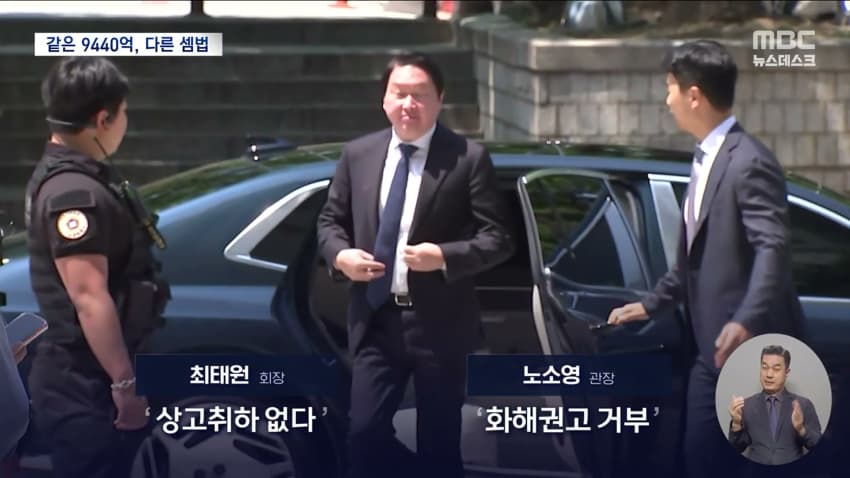 같은 9440억, 다른 셈법
MBC
뉴스데스크
최태원 회장
‘상고취하 없다’
노소영 관장
‘화해권고 거부’